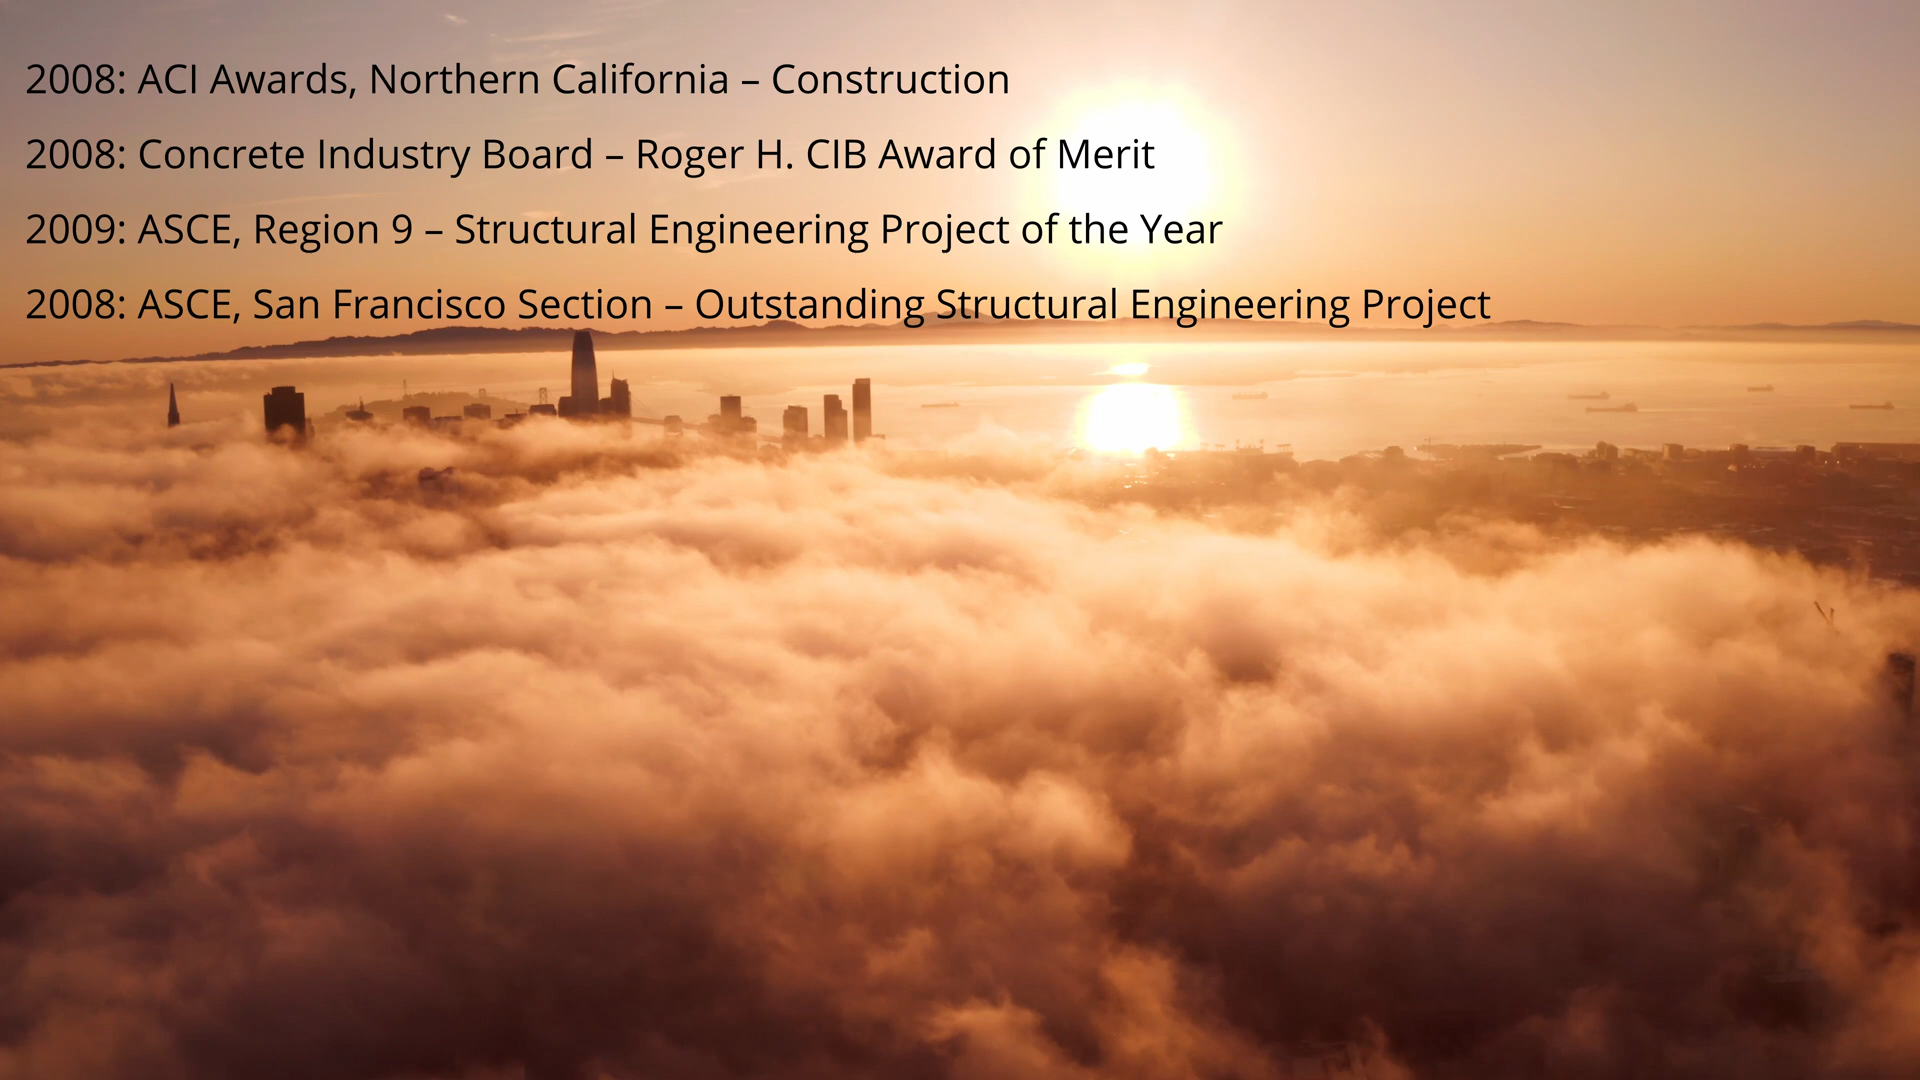 2008: ACI Awards, Northern California – Construction
2008: Concrete Industry Board – Roger H. CIB Award of Merit
2009: ASCE, Region 9 – Structural Engineering Project of the Year
2008: ASCE, San Francisco Section – Outstanding Structural Engineering Project